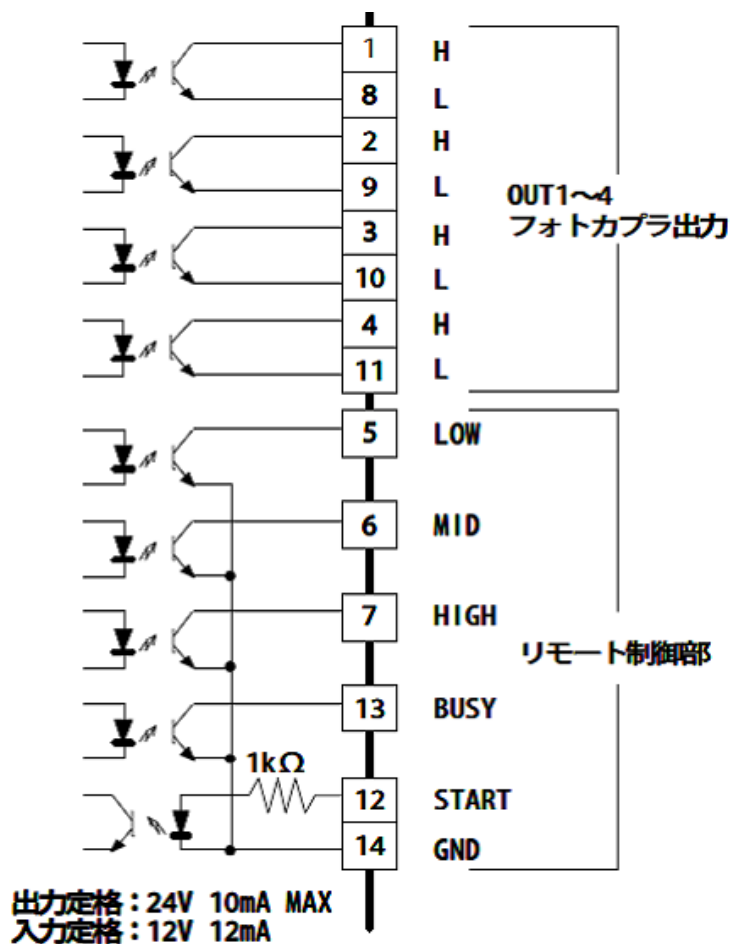 1 H
8 L
2 H
9 L
OUT1〜4
フォトカプラ出力
3 H
10 L
4 H
11 L
5 LOW
6 MID
7 HIGH
リモート制御部
13 BUSY
1kΩ
12 START
14 GND
出力定格：24V 10mA MAX
入力定格：12V 12mA